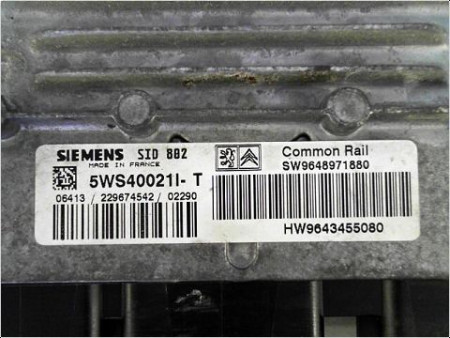 SIEMENS SID 802
MADE IN FRANCE
5WS40021I- T
06413 / 229674542 / 02290
Common Rail
SW9648971880
HW9643455080